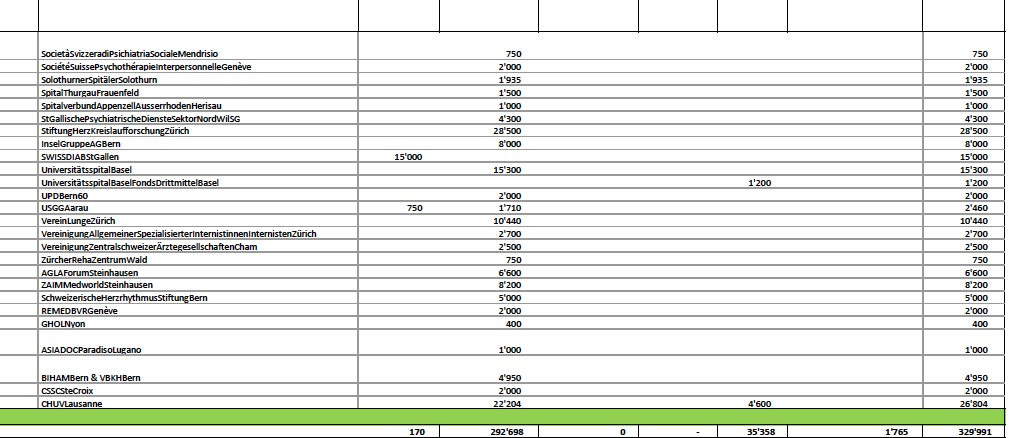 SocietàSvizzeradiPsichiatriaSocialeMendrisio 750 750
SociétéSuissePsychothérapieInterpersonnelleGenève 2'000 2'000
SolothurnerSpitälerSolothurn 1'935 1'935
SpitalThurgauFrauenfeld 1'500 1'500
SpitalverbundAppenzellAusserrhodenHerisau 1'000 1'000
StGallischePsychiatrischeDiensteSektorNordWilSG 4'300 4'300
StiftungHerzKreislaufforschungZürich 28'500 28'500
InselGruppeAGBern 8'000 8'000
SWISSDIABStGallen 15'000 15'000
UniversitätsspitalBasel 15'300 15'300
UniversitätsspitalBaselFondsDrittmittelBasel 1'200 1'200
UPDBern60 2'000 2'000
USGGAarau 750 1'710 2'460
VereinLungeZürich 10'440 10'440
VereinigungAllgemeinerSpezialisierterInternistinnenInternistenZürich 2'700 2'700
VereinigungZentralschweizerÄrztegesellschaftenCham 2'500 2'500
ZürcherRehaZentrumWald 750 750
AGLAForumSteinhausen 6'600 6'600
ZAIMMedworldSteinhausen 8'200 8'200
SchweizerischeHerzrhythmusStiftungBern 5'000 5'000
REMEDBVRGenève 2'000 2'000
GHOLNyon 400 400
ASIADOCParadisoLugano 1'000 1'000
BIHAMBern & VBKHBern 4'950 4'950
CSSCSteCroix 2'000 2'000
CHUVLausanne 22'204 4'600 26'804
170 292'698 0 - 35'358 1'765 329'991